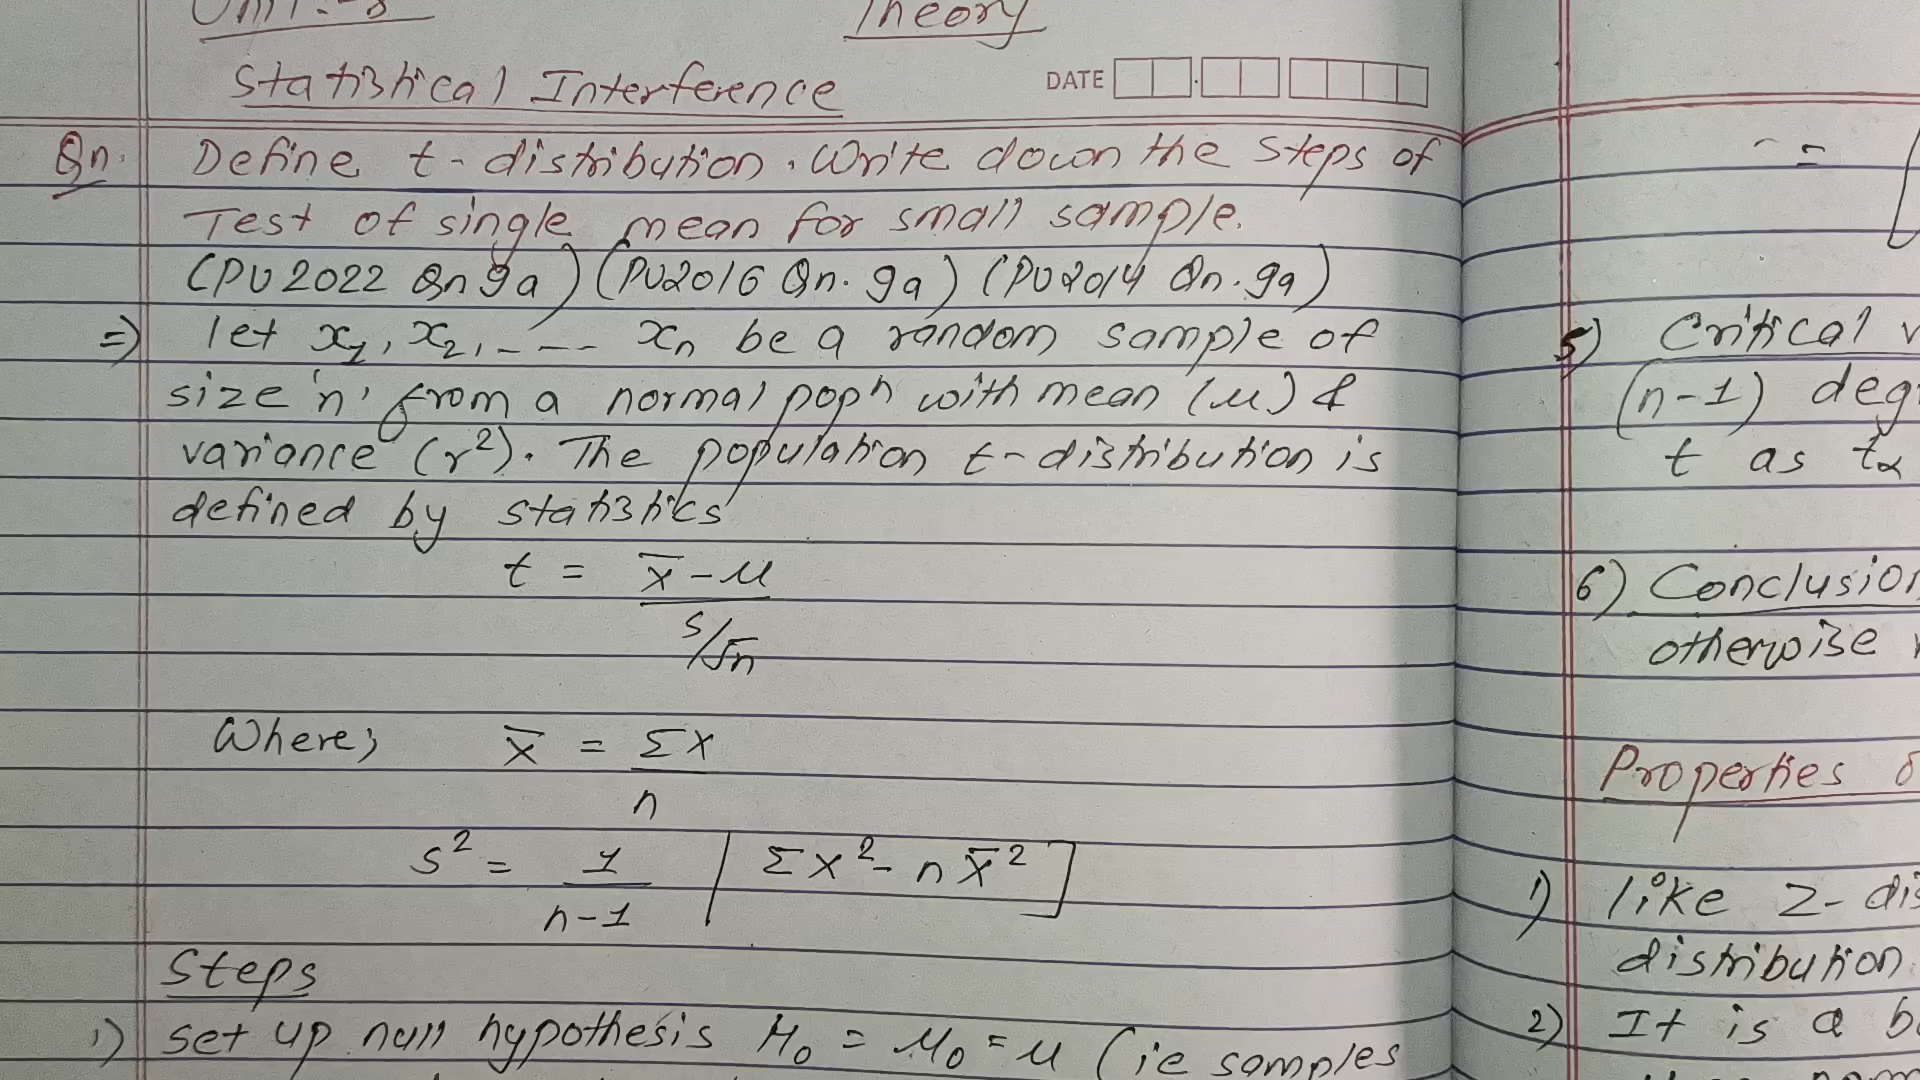 Theory
Statistical Interference
DATE
Qn. Define t-distribution. Write down the steps of
Test of single mean for small sample.
(PU 2022 Qn 9a) (PU2016 Qn. 9a) (PU 2014 Qn. 9a)
=) let x₁, x₂, ---- xₙ be a random sample of
size 'n' from a normal popn with mean (μ) &
variance (r²). The population t-distribution is
defined by statistics
t = x̄ - μ
s/√n
Where; x̄ = Σx
n
s² = 1 [Σx² - n x̄²]
n-1
Steps
1) set up null hypothesis H₀ = μ₀ = μ (ie samples
=
5) Critical
(n-1) deg
t as tα
6) Conclusion
otherwise
Properties
1) like z-dis
distribution
2) It is a